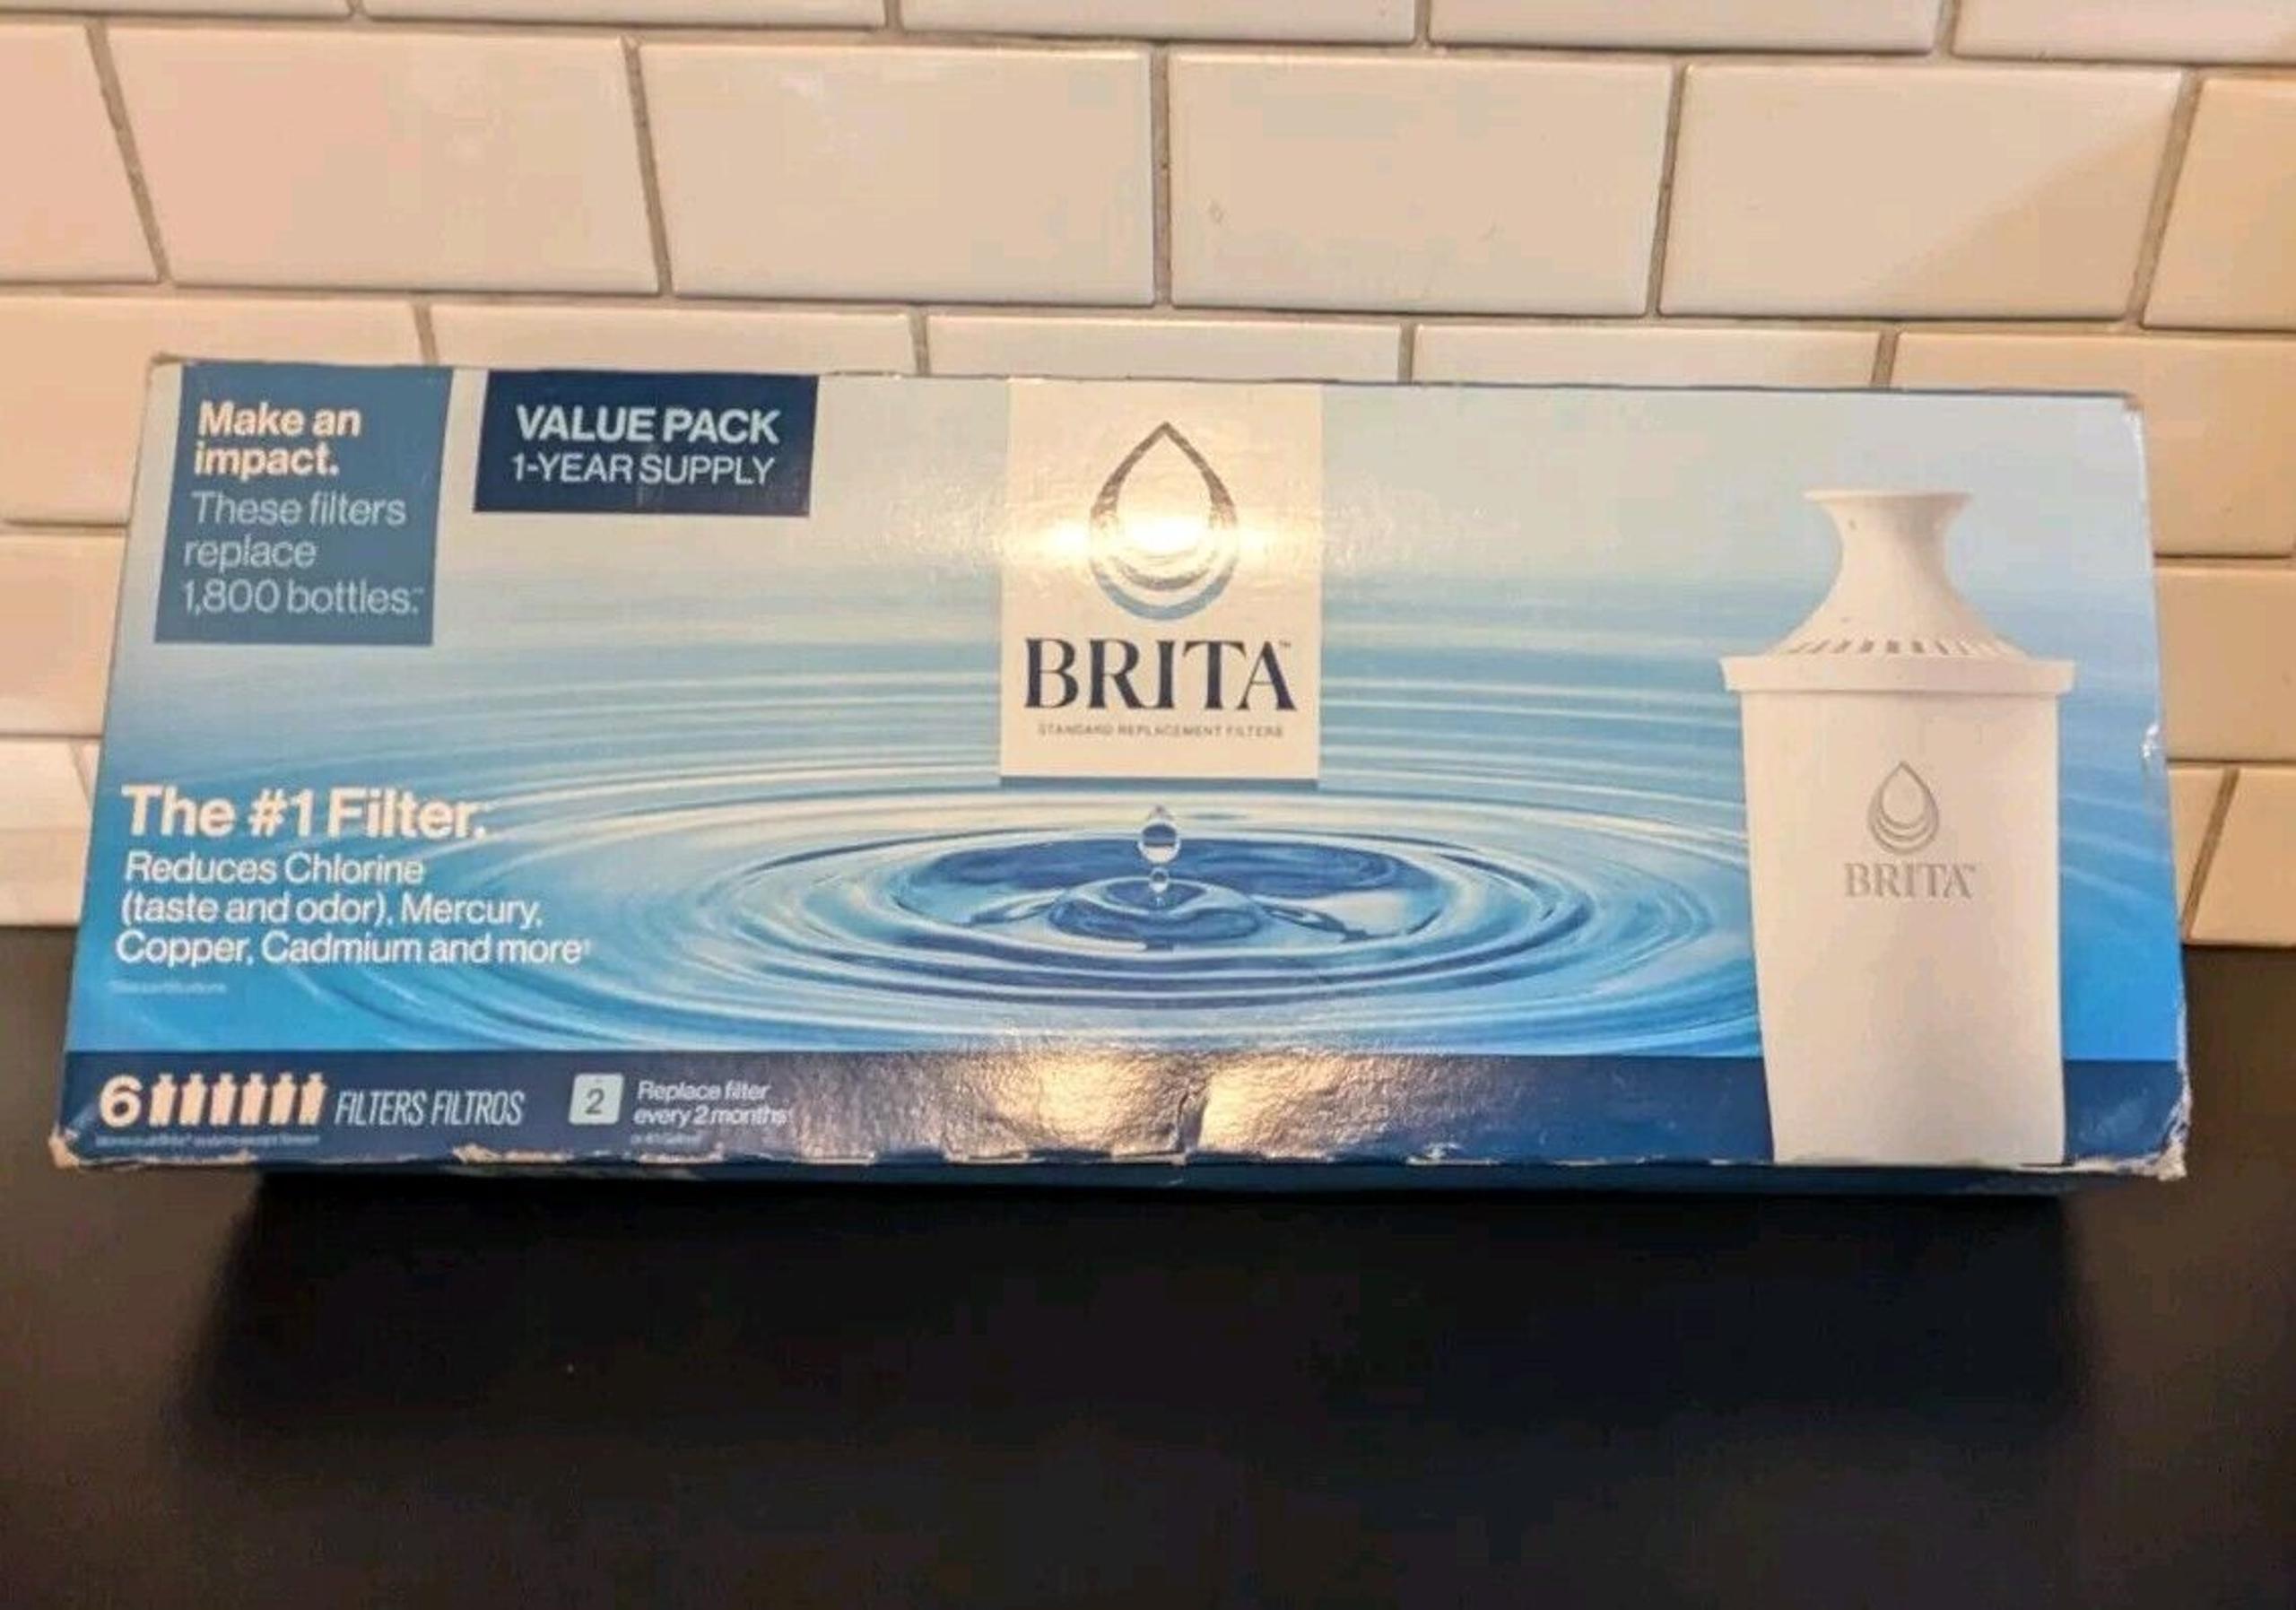 Make an
impact.
These filters
replace
1,800 bottles.**
VALUE PACK
1-YEAR SUPPLY
BRITA™
STANDARD REPLACEMENT FILTERS
The #1 Filter.*
Reduces Chlorine
(taste and odor), Mercury,
Copper, Cadmium and more†
BRITA™
6 FILTERS FILTROS
2
Replace filter
every 2 months